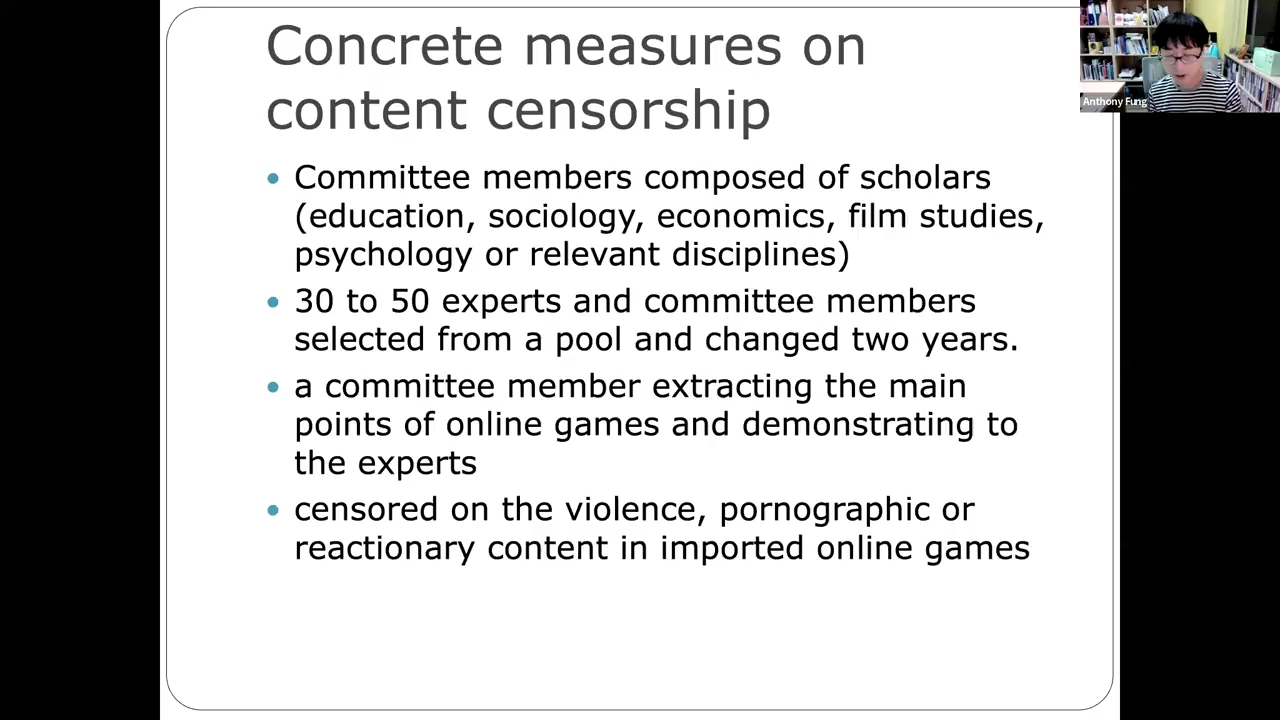 Concrete measures on
content censorship
• Committee members composed of scholars
(education, sociology, economics, film studies,
psychology or relevant disciplines)
• 30 to 50 experts and committee members
selected from a pool and changed two years.
• a committee member extracting the main
points of online games and demonstrating to
the experts
• censored on the violence, pornographic or
reactionary content in imported online games
Anthony Fung